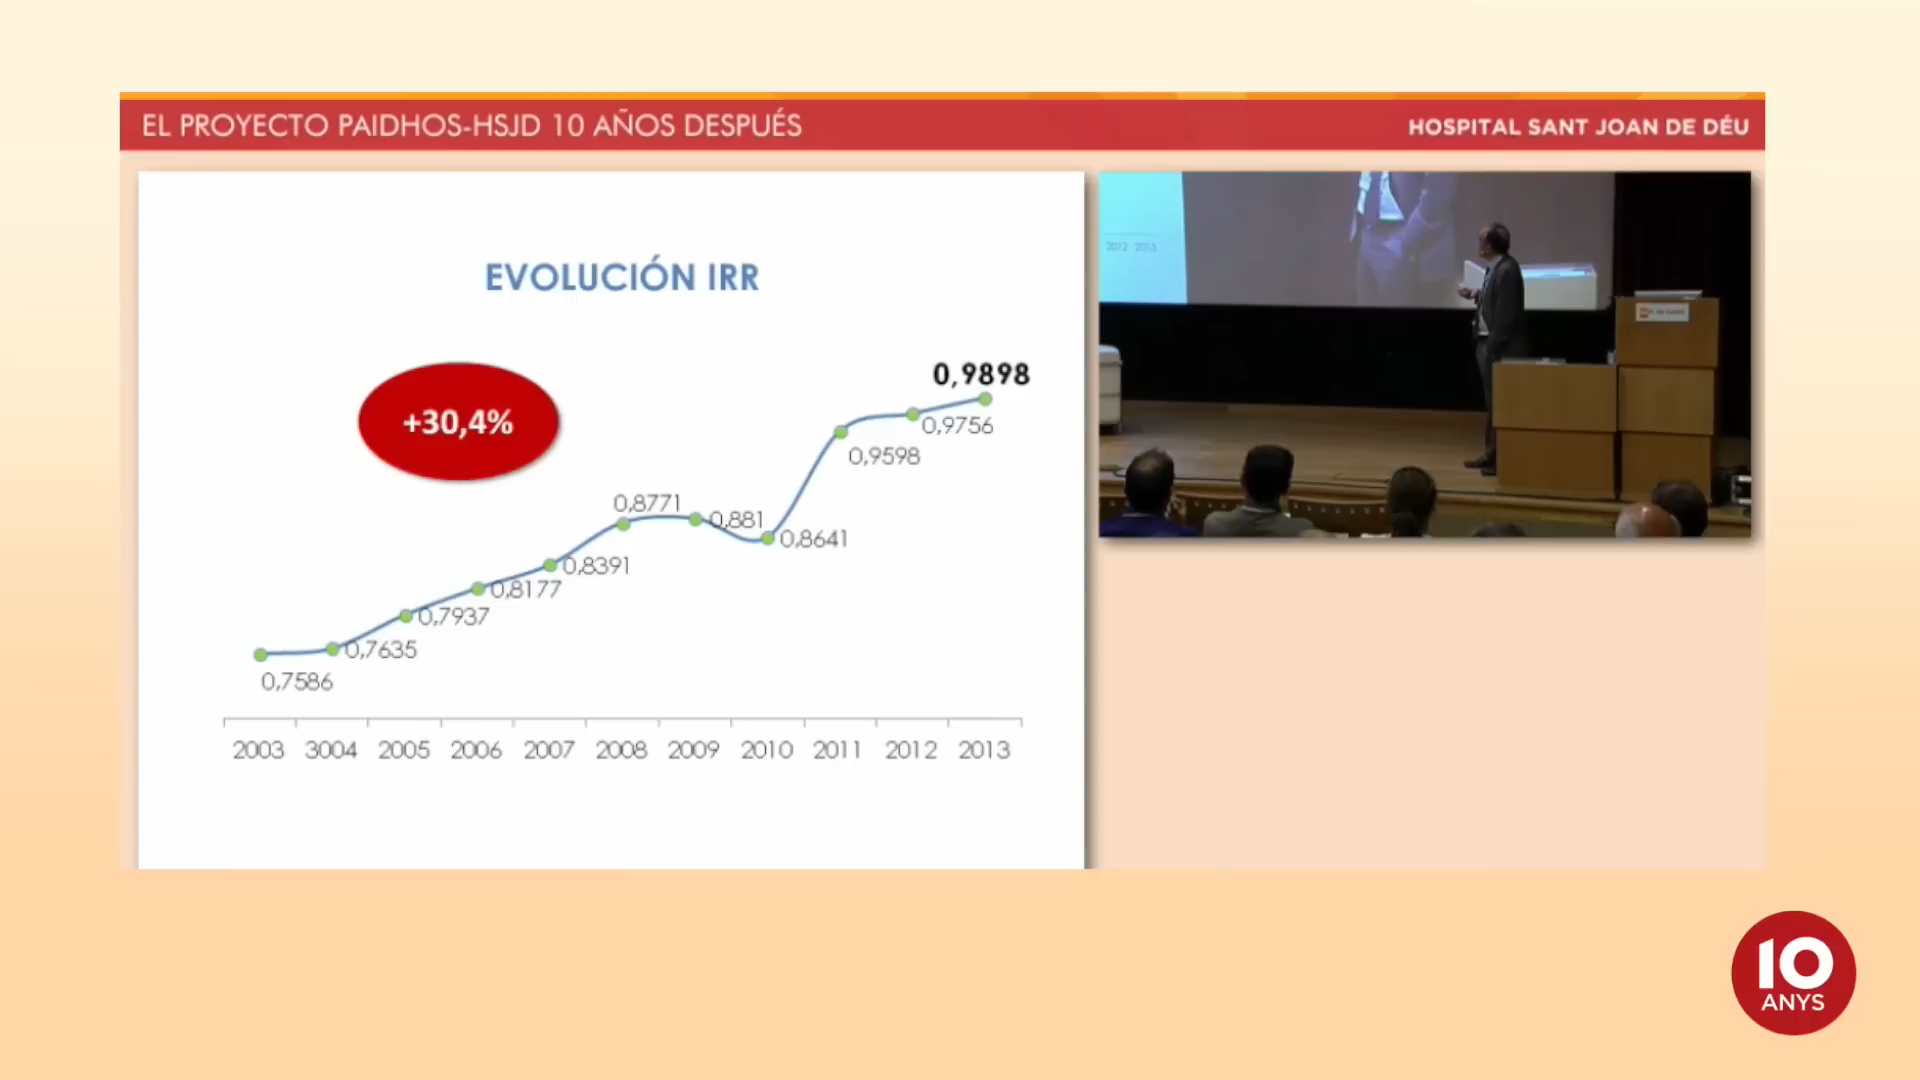 EL PROYECTO PAIDHOS-HSJD 10 AÑOS DESPUÉS
HOSPITAL SANT JOAN DE DÉU
EVOLUCIÓN IRR
+30,4%
0,7586
0,7635
0,7937
0,8177
0,8391
0,8771
0,881
0,8641
0,9598
0,9756
0,9898
2003 3004 2005 2006 2007 2008 2009 2010 2011 2012 2013
2012 2013
10
ANYS